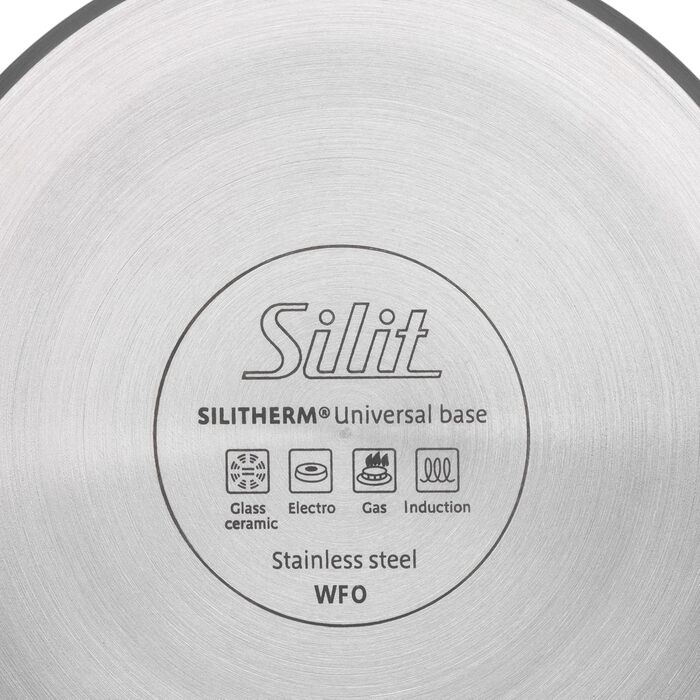 Silit
SILITHERM® Universal base
Glass ceramic Electro Gas Induction
Stainless steel
WFO